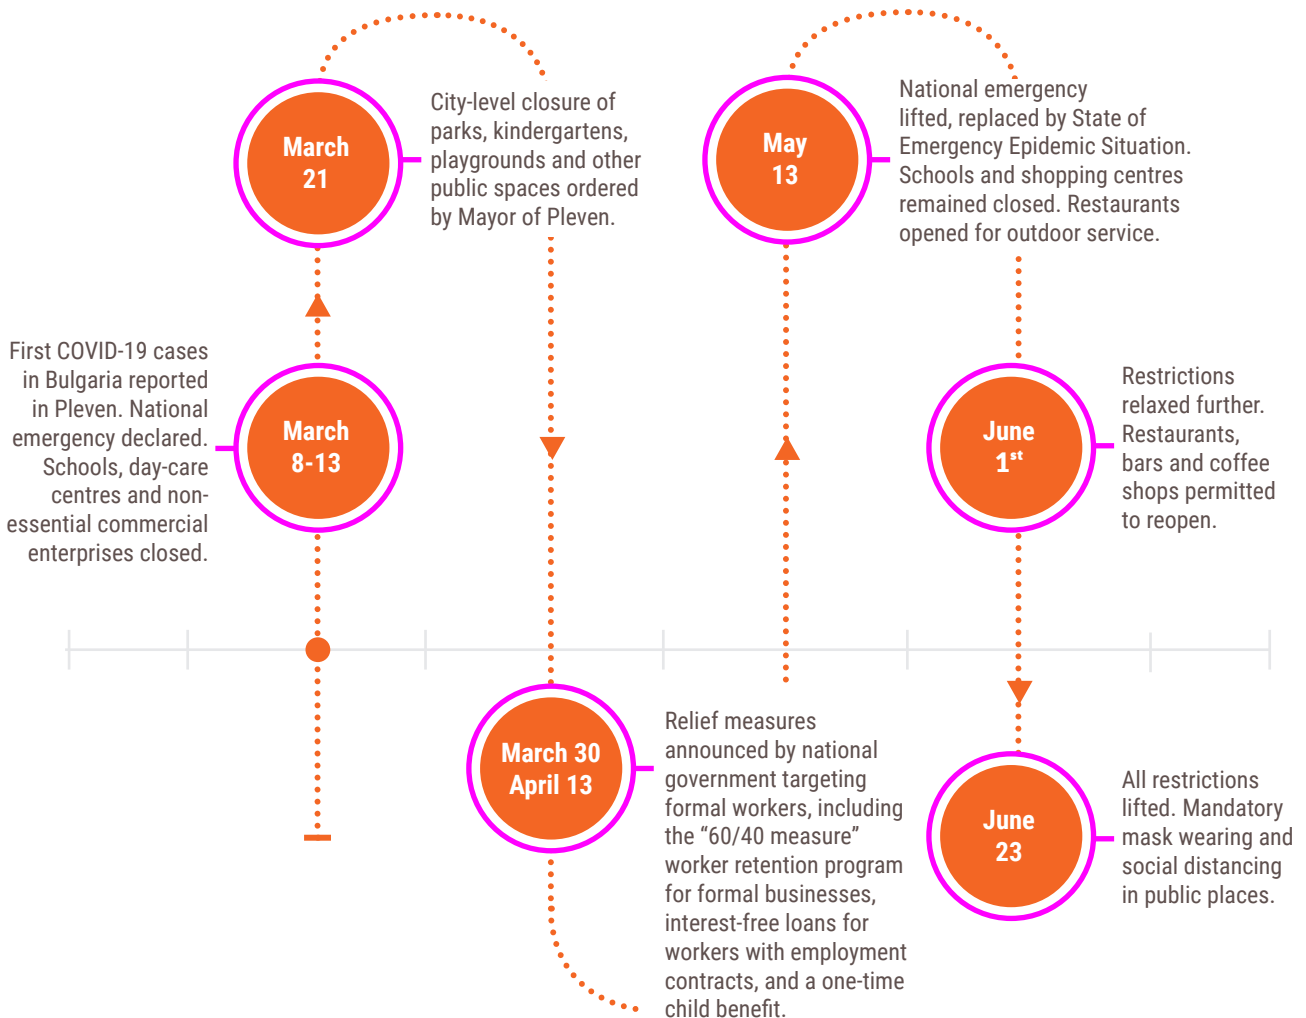 First COVID-19 cases
in Bulgaria reported
in Pleven. National
emergency declared.
Schools, day-care
centres and non-
essential commercial
enterprises closed.
March
8-13
March
21
City-level closure of
parks, kindergartens,
playgrounds and other
public spaces ordered
by Mayor of Pleven.
March 30
April 13
Relief measures
announced by national
government targeting
formal workers, including
the “60/40 measure”
worker retention program
for formal businesses,
interest-free loans for
workers with employment
contracts, and a one-time
child benefit.
May
13
National emergency
lifted, replaced by State of
Emergency Epidemic Situation.
Schools and shopping centres
remained closed. Restaurants
opened for outdoor service.
June
1st
Restrictions
relaxed further.
Restaurants,
bars and coffee
shops permitted
to reopen.
June
23
All restrictions
lifted. Mandatory
mask wearing and
social distancing
in public places.